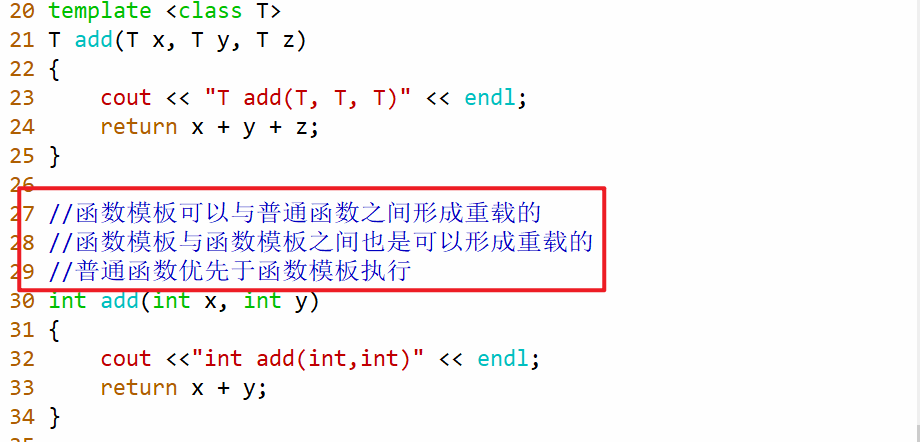 20 template <class T>
21 T add(T x, T y, T z)
22 {
23     cout << "T add(T, T, T)" << endl;
24     return x + y + z;
25 }
26
27 //函数模板可以与普通函数之间形成重载的
28 //函数模板与函数模板之间也是可以形成重载的
29 //普通函数优先于函数模板执行
30 int add(int x, int y)
31 {
32     cout <<"int add(int,int)" << endl;
33     return x + y;
34 }